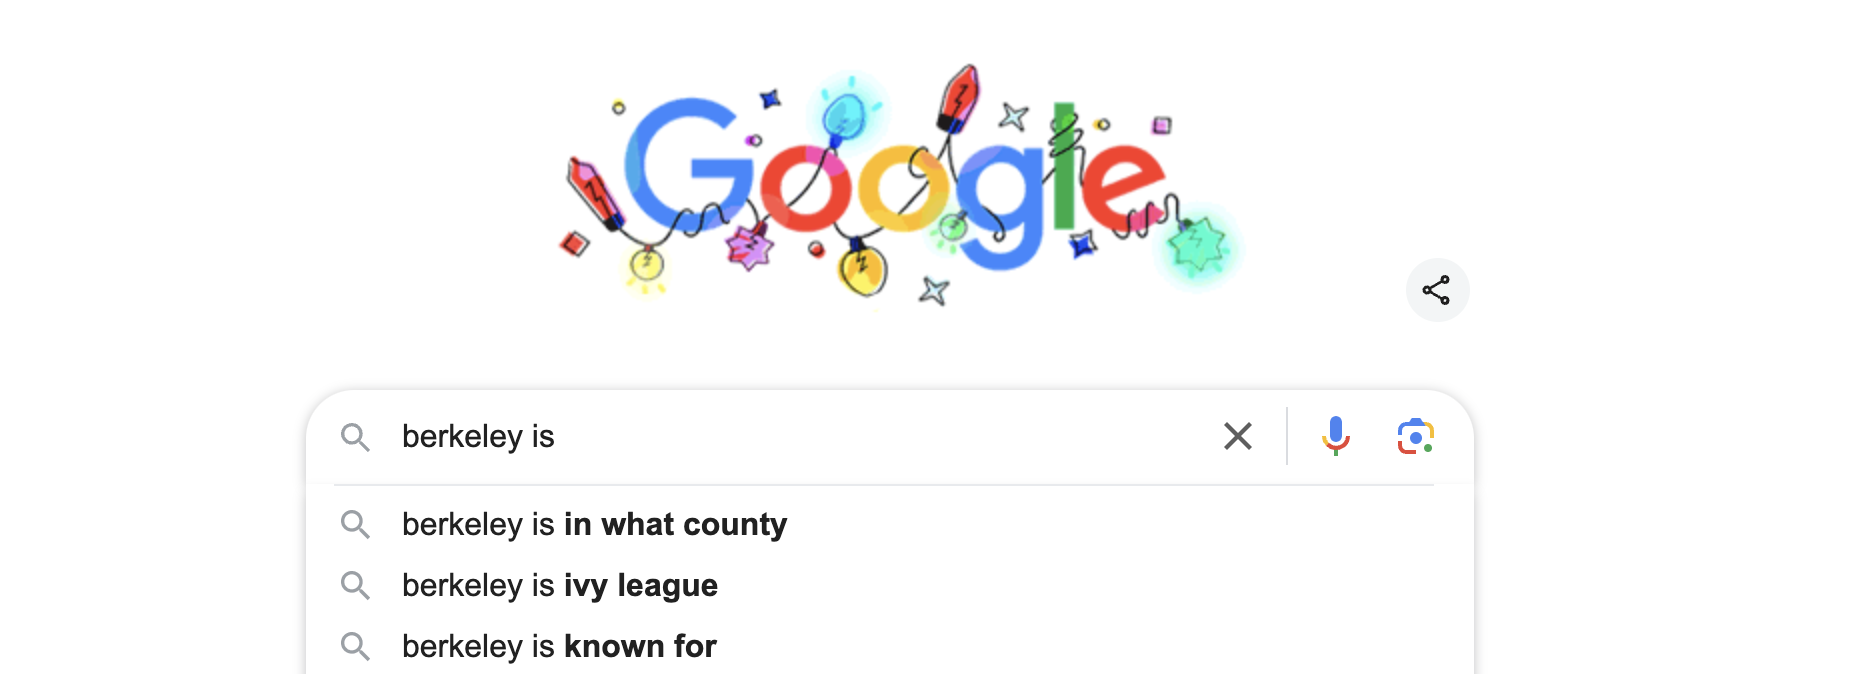 Google
berkeley is
berkeley is in what county
berkeley is ivy league
berkeley is known for